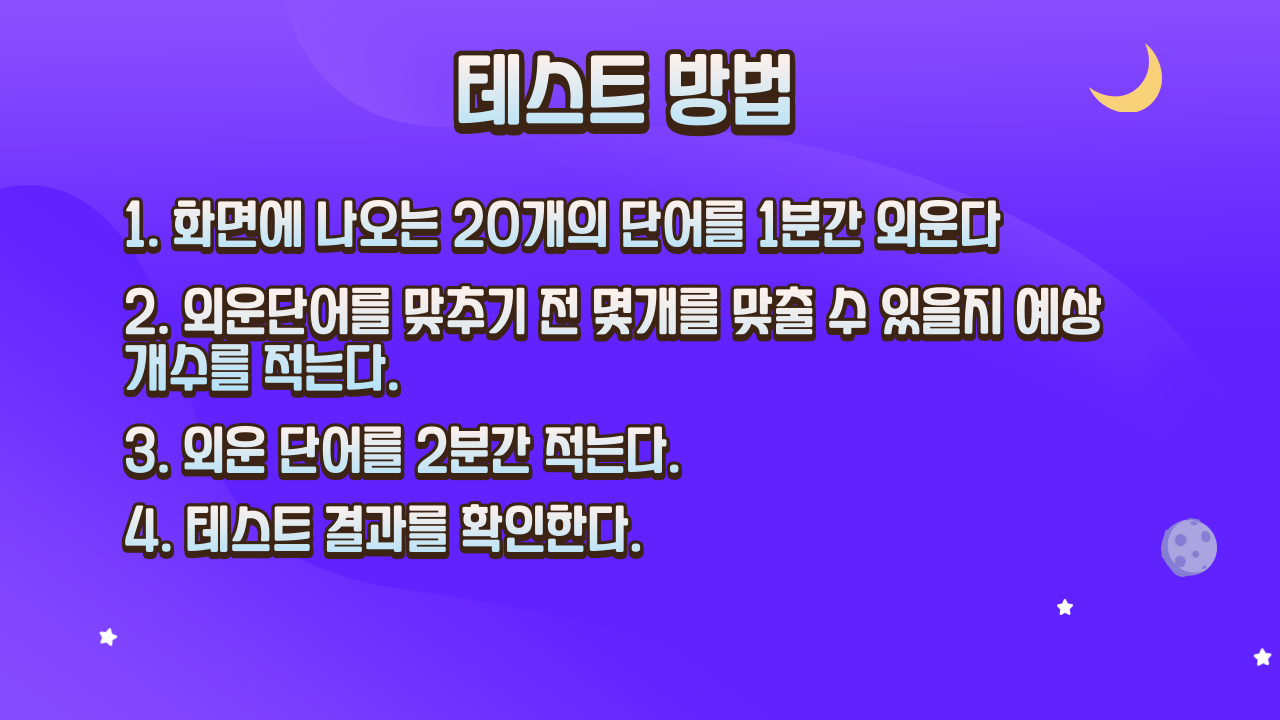 테스트 방법
1. 화면에 나오는 20개의 단어를 1분간 외운다
2. 외운단어를 맞추기 전 몇개를 맞출 수 있을지 예상
개수를 적는다.
3. 외운 단어를 2분간 적는다.
4. 테스트 결과를 확인한다.